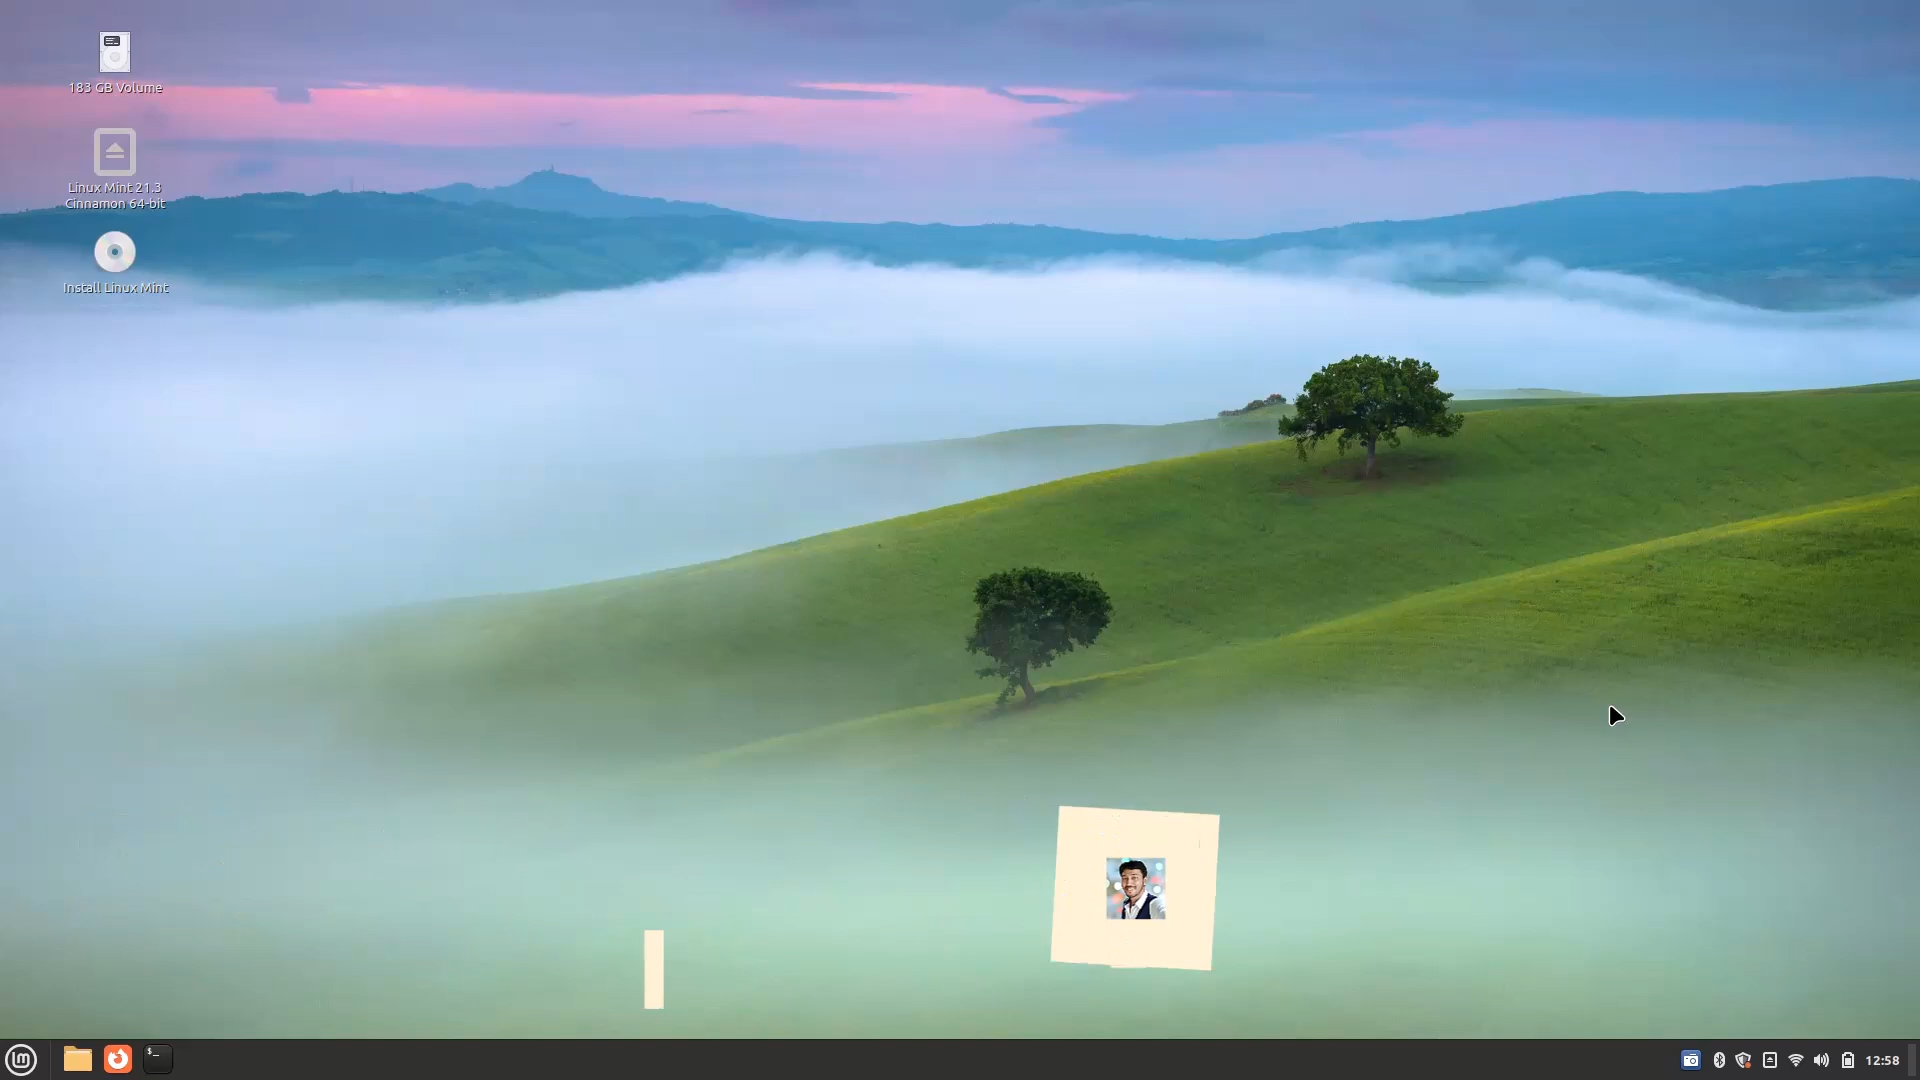 183 GB Volume
Linux Mint 21.3
Cinnamon 64-bit
Install Linux Mint
$_
12:58